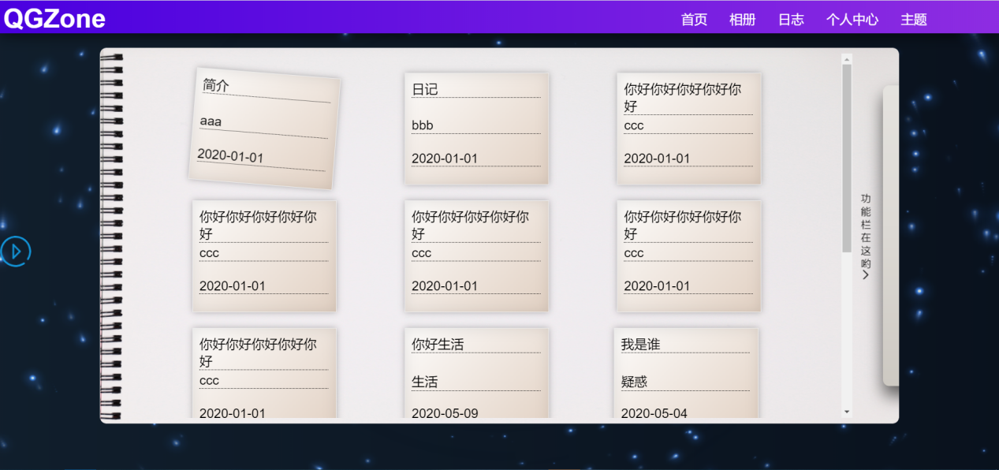 QGZone
首页 相册 日志 个人中心 主题
简介
aaa
2020-01-01
日记
bbb
2020-01-01
你好你好你好你好你
好
ccc
2020-01-01
你好你好你好你好你
好
ccc
2020-01-01
你好你好你好你好你
好
ccc
2020-01-01
你好你好你好你好你
好
ccc
2020-01-01
你好你好你好你好你
好
ccc
2020-01-01
你好生活
生活
2020-05-09
我是谁
疑惑
2020-05-04
功能栏在这哟